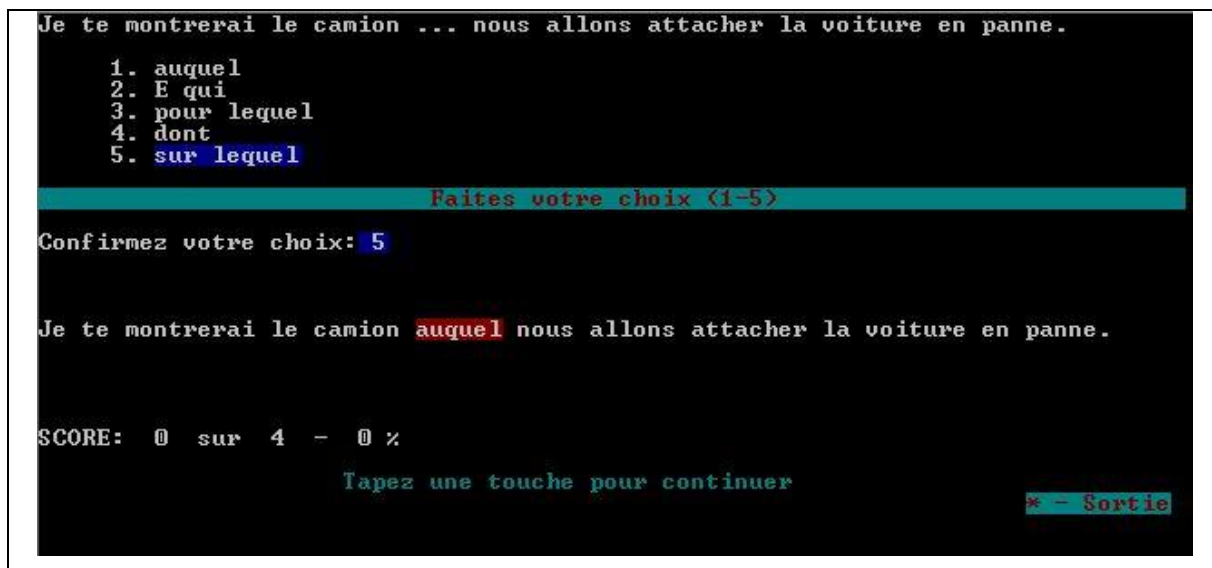 Je te montrerai le camion ... nous allons attacher la voiture en panne.
1. auquel
2. E qui
3. pour lequel
4. dont
5. sur lequel
Faites votre choix (1-5)
Confirmez votre choix: 5
Je te montrerai le camion auquel nous allons attacher la voiture en panne.
SCORE: 0 sur 4 - 0 %
Tapez une touche pour continuer
* - Sortie